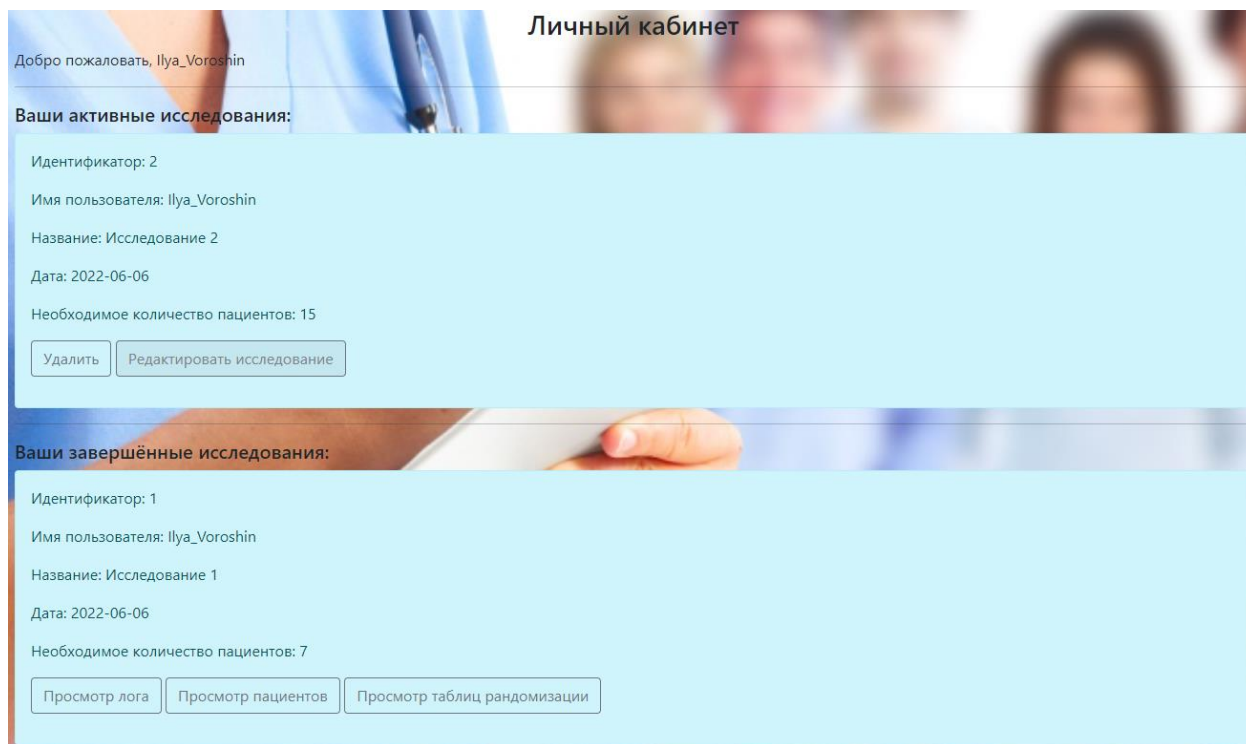 Личный кабинет
Добро пожаловать, Ilya_Voroshin
Ваши активные исследования:
Идентификатор: 2
Имя пользователя: Ilya_Voroshin
Название: Исследование 2
Дата: 2022-06-06
Необходимое количество пациентов: 15
Удалить Редактировать исследование
Ваши завершённые исследования:
Идентификатор: 1
Имя пользователя: Ilya_Voroshin
Название: Исследование 1
Дата: 2022-06-06
Необходимое количество пациентов: 7
Просмотр лога Просмотр пациентов Просмотр таблиц рандомизации